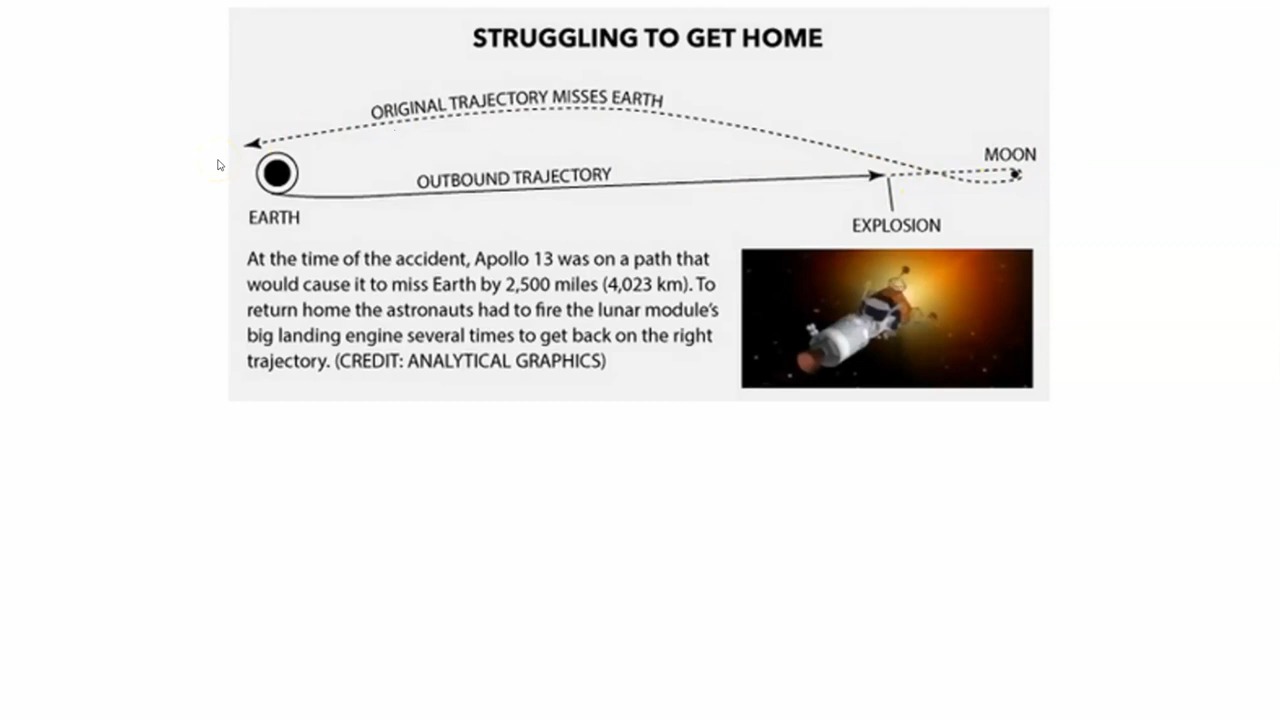 STRUGGLING TO GET HOME
ORIGINAL TRAJECTORY MISSES EARTH
MOON
OUTBOUND TRAJECTORY
EARTH
EXPLOSION
At the time of the accident, Apollo 13 was on a path that
would cause it to miss Earth by 2,500 miles (4,023 km). To
return home the astronauts had to fire the lunar module's
big landing engine several times to get back on the right
trajectory. (CREDIT: ANALYTICAL GRAPHICS)